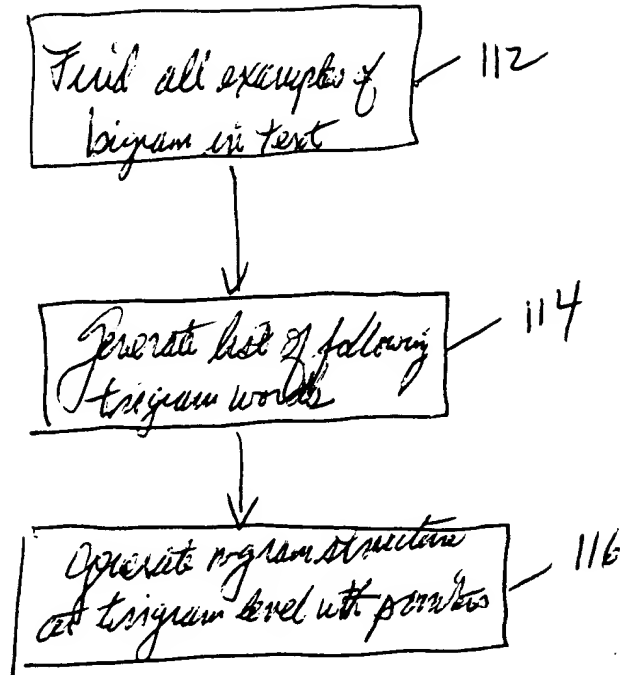 Find all examples of
bigram in text
112
Generate list of following
trigram words
114
Generate ngram structure
at trigram level with pointers
116